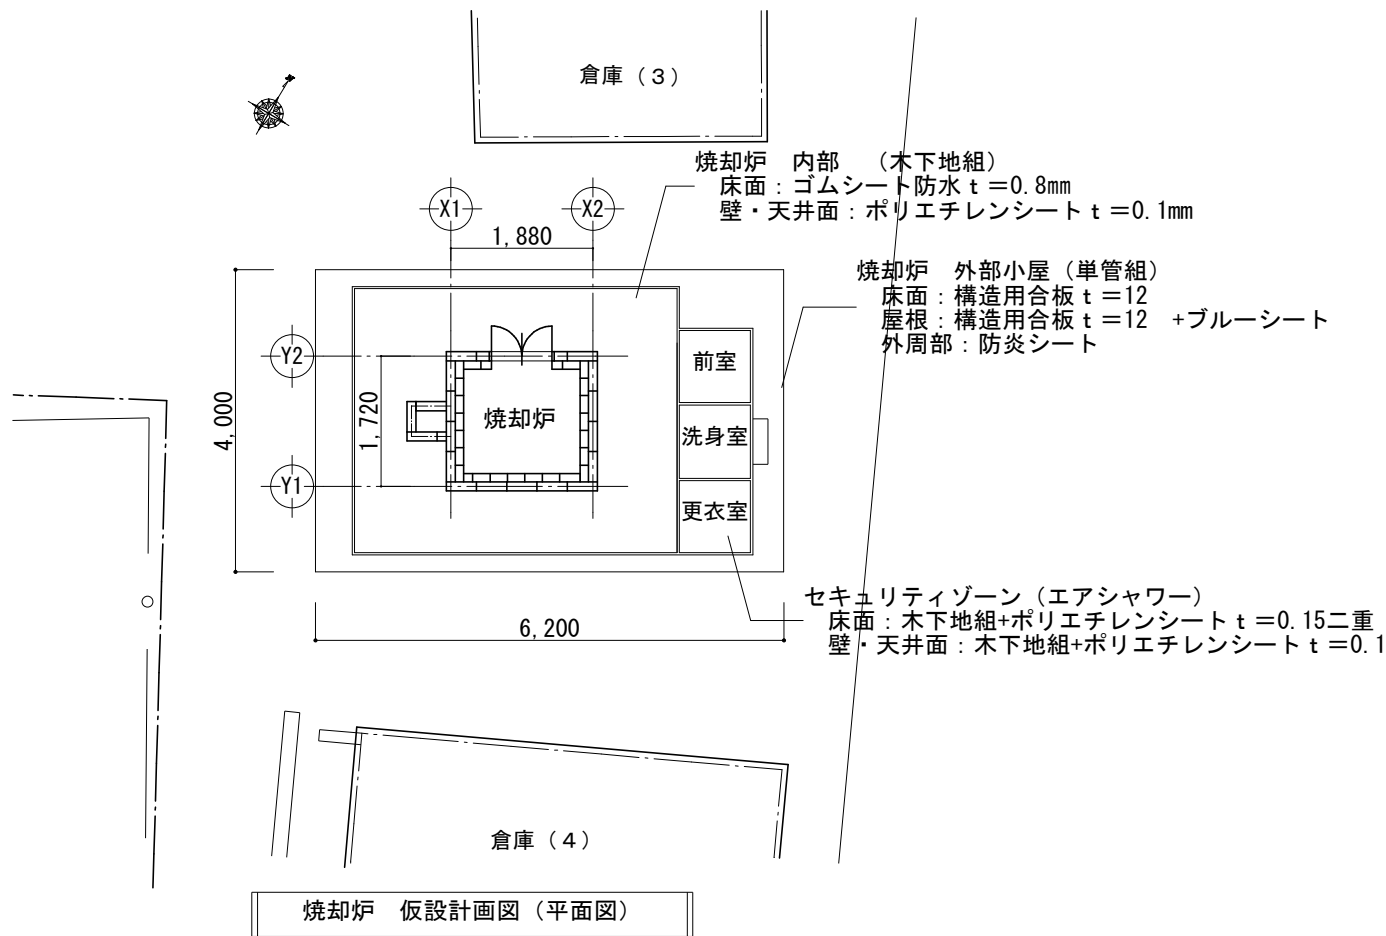 倉庫（３）
焼却炉　内部　（木下地組）
床面：ゴムシート防水ｔ＝0.8mm
壁・天井面：ポリエチレンシートｔ＝0.1mm
X1
X2
1,880
焼却炉　外部小屋（単管組）
床面：構造用合板ｔ＝12
屋根：構造用合板ｔ＝12　+ブルーシート
外周部：防炎シート
Y2
前室
4,000
1,720
焼却炉
洗身室
Y1
更衣室
セキュリティゾーン（エアシャワー）
床面：木下地組+ポリエチレンシートｔ＝0.15二重
壁・天井面：木下地組+ポリエチレンシートｔ＝0.1
6,200
倉庫（４）
焼却炉　仮設計画図（平面図）